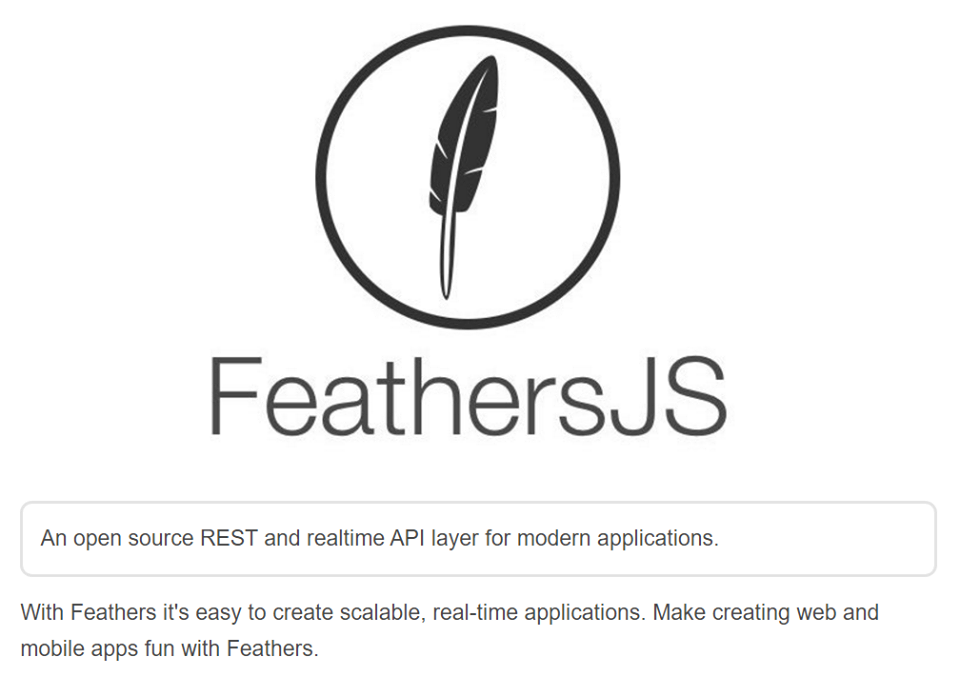 FeathersJS
An open source REST and realtime API layer for modern applications.
With Feathers it's easy to create scalable, real-time applications. Make creating web and
mobile apps fun with Feathers.